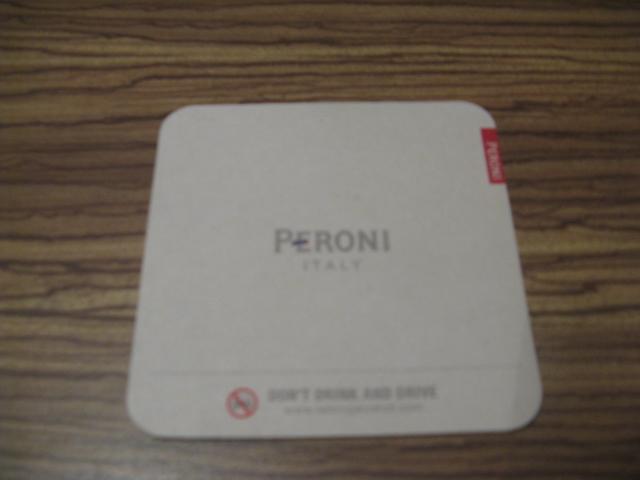 PERONI
PERONI
ITALY
DON'T DRINK AND DRIVE